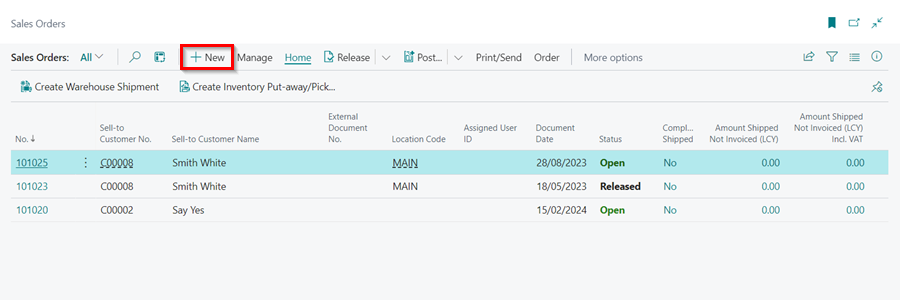 Sales Orders
Sales Orders: All New Manage Home Release Post... Print/Send Order More options
Create Warehouse Shipment Create Inventory Put-away/Pick...
No. ↓ Sell-to Customer No. Sell-to Customer Name External Document No. Location Code Assigned User ID Document Date Status Compl... Shipped Amount Shipped Not Invoiced (LCY) Amount Shipped Not Invoiced (LCY) Incl. VAT
101025 C00008 Smith White MAIN 28/08/2023 Open No 0.00 0.00
101023 C00008 Smith White MAIN 18/05/2023 Released No 0.00 0.00
101020 C00002 Say Yes 15/02/2024 Open No 0.00 0.00